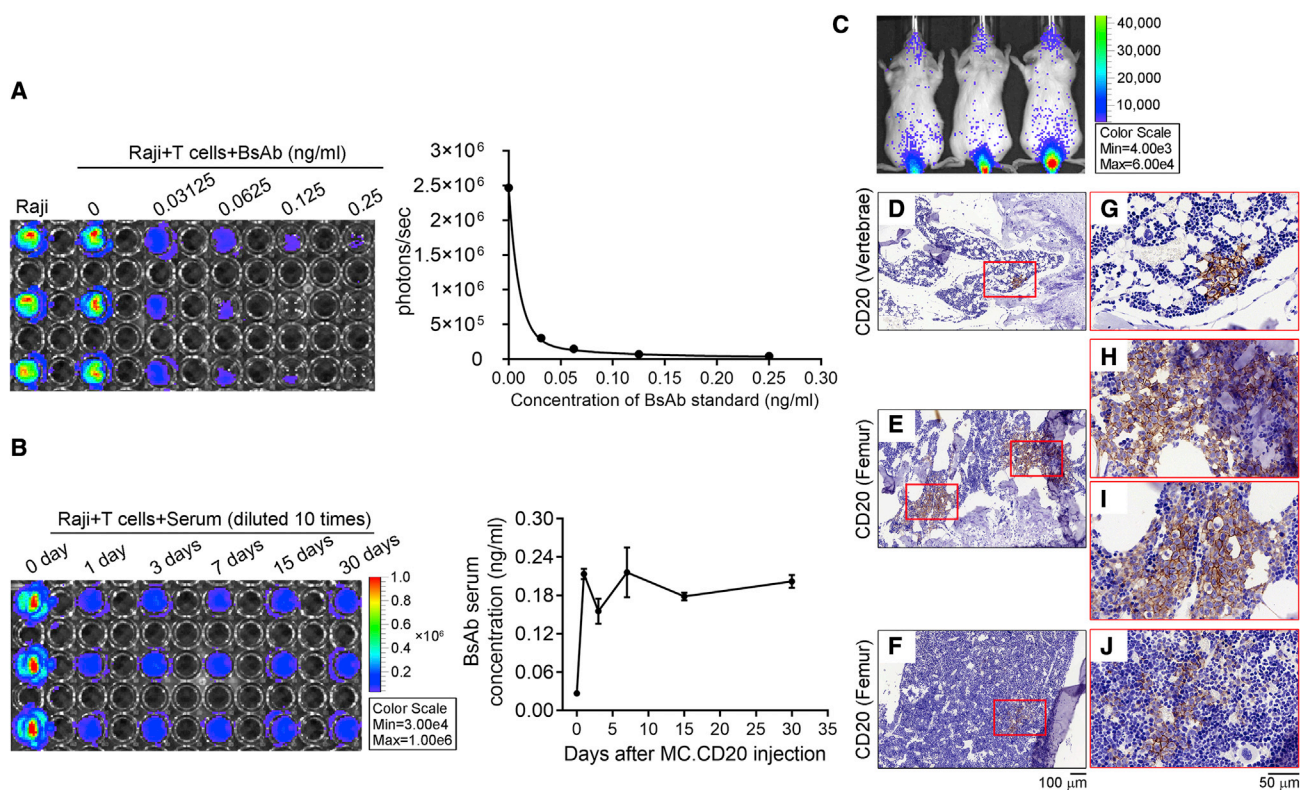 A
Raji+T cells+BsAb (ng/ml)
Raji
0
0.03125
0.0625
0.125
0.25
3×10⁶
2.5×10⁶
2×10⁶
1.5×10⁶
1×10⁶
5×10⁵
0
photons/sec
0.00
0.05
0.10
0.15
0.20
0.25
0.30
Concentration of BsAb standard (ng/ml)
B
Raji+T cells+Serum (diluted 10 times)
0 day
1 day
3 days
7 days
15 days
30 days
1.0
0.8
0.6
×10⁶
0.4
0.2
Color Scale
Min=3.00e4
Max=1.00e6
BsAb serum
concentration (ng/ml)
0.30
0.24
0.18
0.12
0.06
0.00
0
5
10
15
20
25
30
35
Days after MC.CD20 injection
C
40,000
30,000
20,000
10,000
Color Scale
Min=4.00e3
Max=6.00e4
CD20 (Vertebrae)
D
G
H
CD20 (Femur)
E
I
CD20 (Femur)
F
J
100 µm
50 µm